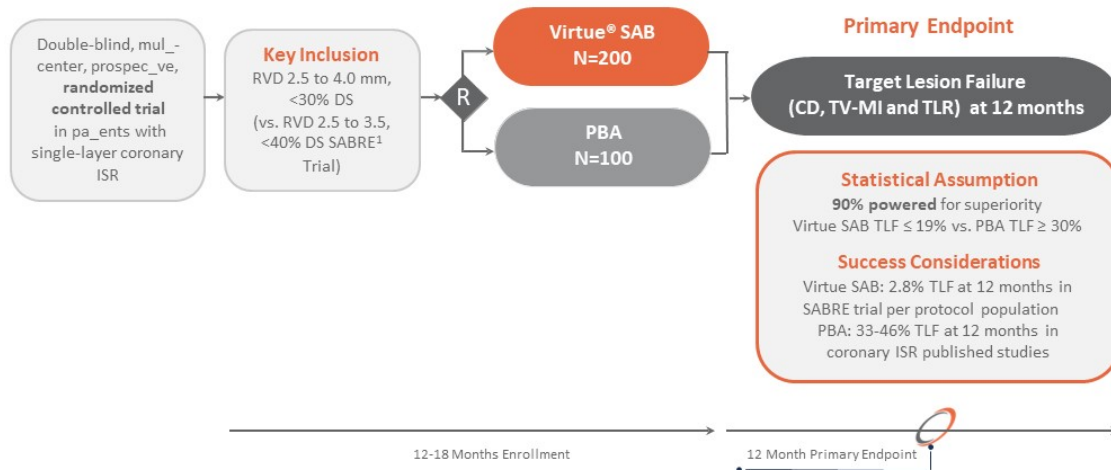 Double-blind, mul_-
center, prospec_ve,
randomized
controlled trial
in pa_ents with
single-layer coronary
ISR
Key Inclusion
RVD 2.5 to 4.0 mm,
<30% DS
(vs. RVD 2.5 to 3.5,
<40% DS SABRE¹
Trial)
R
Virtue® SAB
N=200
PBA
N=100
Primary Endpoint
Target Lesion Failure
(CD, TV-MI and TLR) at 12 months
Statistical Assumption
90% powered for superiority
Virtue SAB TLF ≤ 19% vs. PBA TLF ≥ 30%
Success Considerations
Virtue SAB: 2.8% TLF at 12 months in
SABRE trial per protocol population
PBA: 33-46% TLF at 12 months in
coronary ISR published studies
12-18 Months Enrollment
12 Month Primary Endpoint